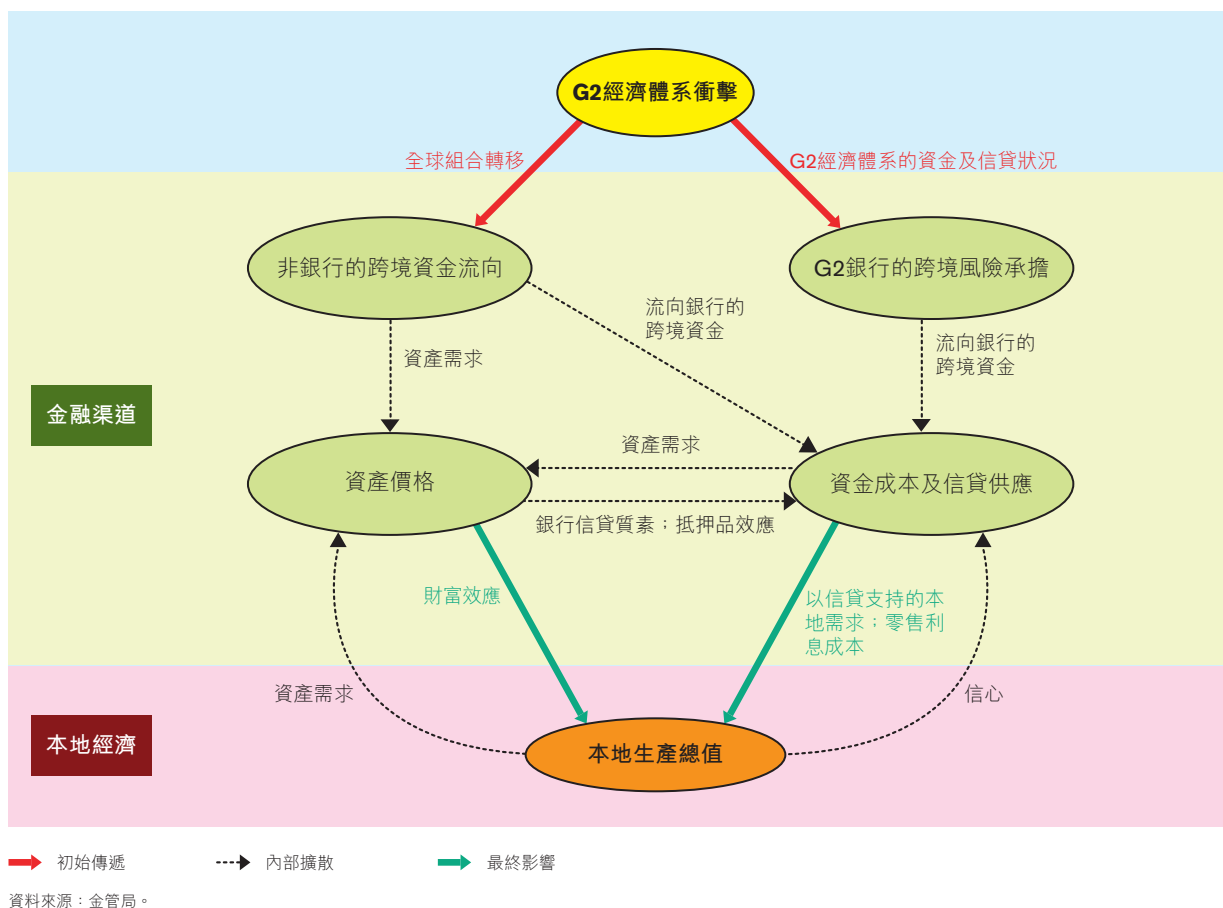 G2經濟體系衝擊
全球組合轉移
G2經濟體系的資金及信貸狀況
非銀行的跨境資金流向
G2銀行的跨境風險承擔
流向銀行的
跨境資金
流向銀行的
跨境資金
資產需求
金融渠道
資產需求
資產價格
資金成本及信貸供應
銀行信貸質素；抵押品效應
財富效應
以信貸支持的本
地需求；零售利
息成本
資產需求
信心
本地經濟
本地生產總值
初始傳遞
內部擴散
最終影響
資料來源：金管局。